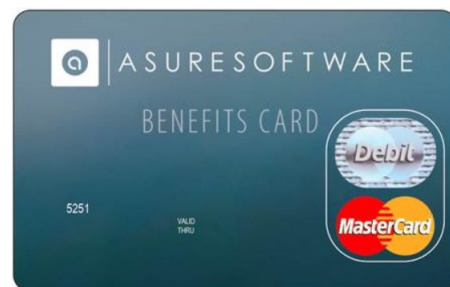 a ASURESOFTWARE
BENEFITS CARD
Debit
5251
VALID
THRU
MasterCard